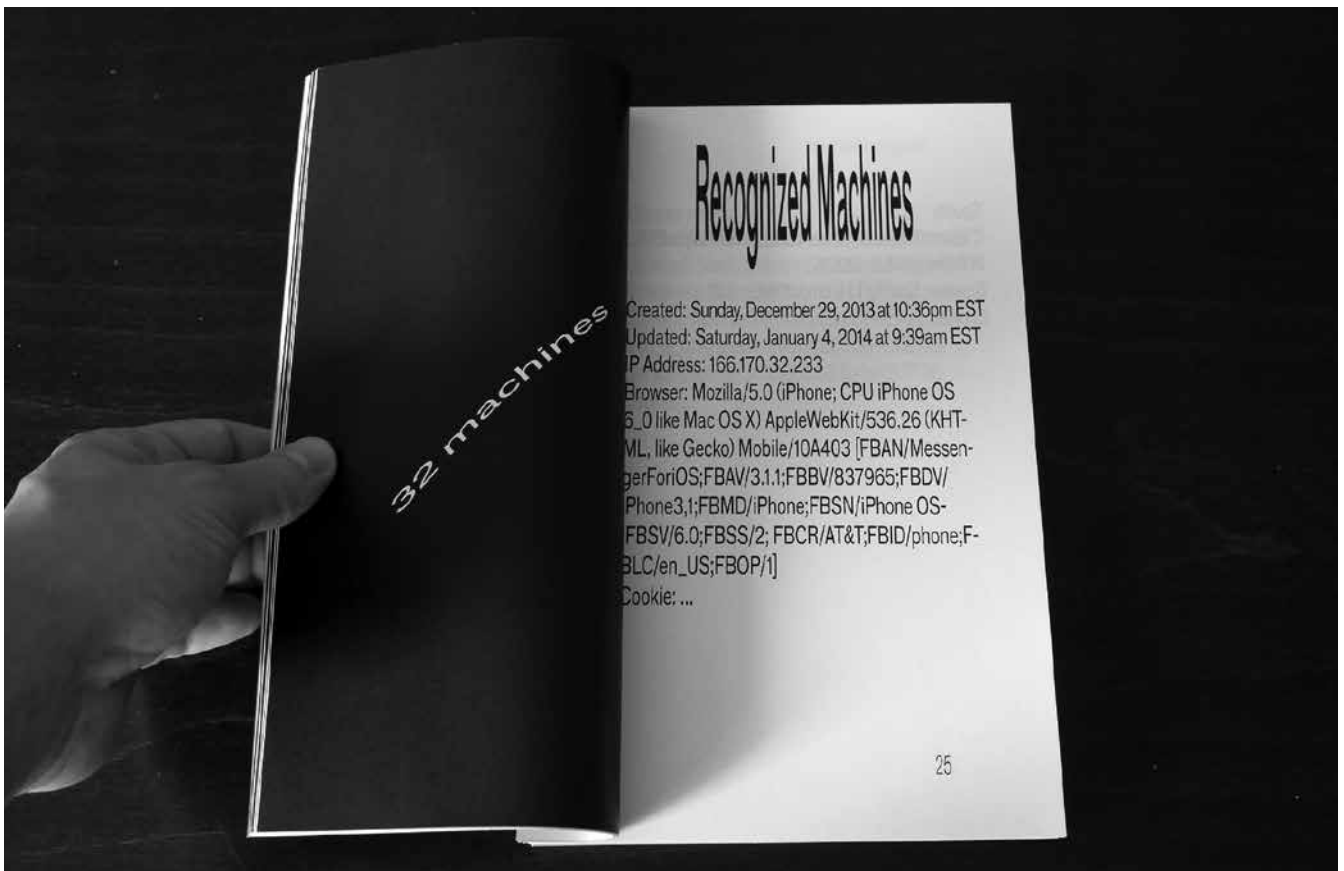 32 machines
Recognized Machines
Created: Sunday, December 29, 2013 at 10:36pm EST
Updated: Saturday, January 4, 2014 at 9:39am EST
IP Address: 166.170.32.233
Browser: Mozilla/5.0 (iPhone; CPU iPhone OS
6_0 like Mac OS X) AppleWebKit/536.26 (KHT-
ML, like Gecko) Mobile/10A403 [FBAN/Messen-
gerForiOS;FBAV/3.1.1;FBBV/837965;FBDV/
iPhone3,1;FBMD/iPhone;FBSN/iPhone OS-
FBSV/6.0;FBSS/2; FBCR/AT&T;FBID/phone;F-
BLC/en_US;FBOP/1]
Cookie: ...
25